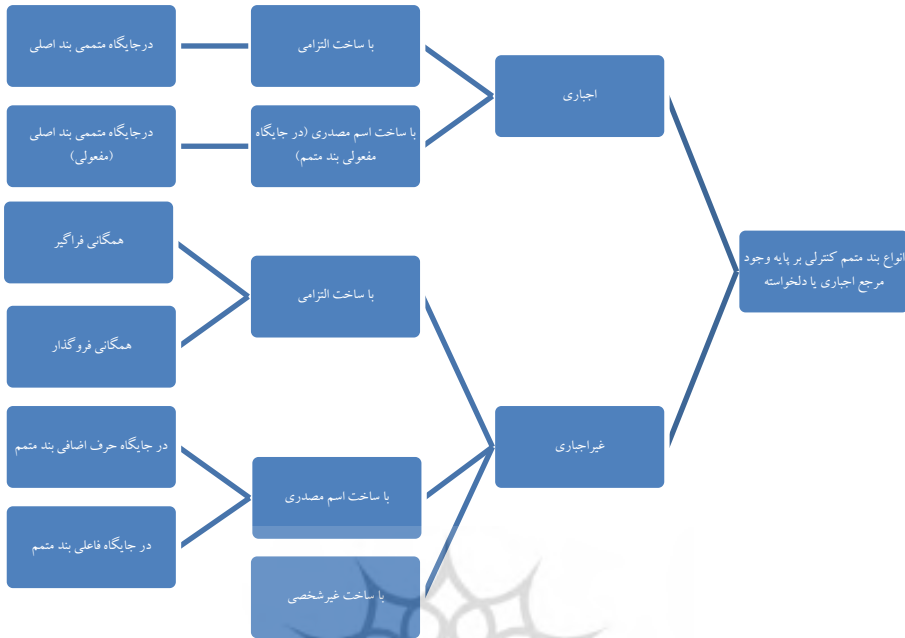 انواع بند متمم کنترلی بر پایه وجود
مرجع اجباری یا دلخواسته
اجباری
با ساخت التزامی
درجایگاه متممی بند اصلی
با ساخت اسم مصدری (در جایگاه
مفعولی بند متمم)
درجایگاه متممی بند اصلی
(مفعولی)
غیراجباری
با ساخت التزامی
همگانی فراگیر
همگانی فروگذار
با ساخت اسم مصدری
در جایگاه حرف اضافی بند متمم
در جایگاه فاعلی بند متمم
با ساخت غیرشخصی